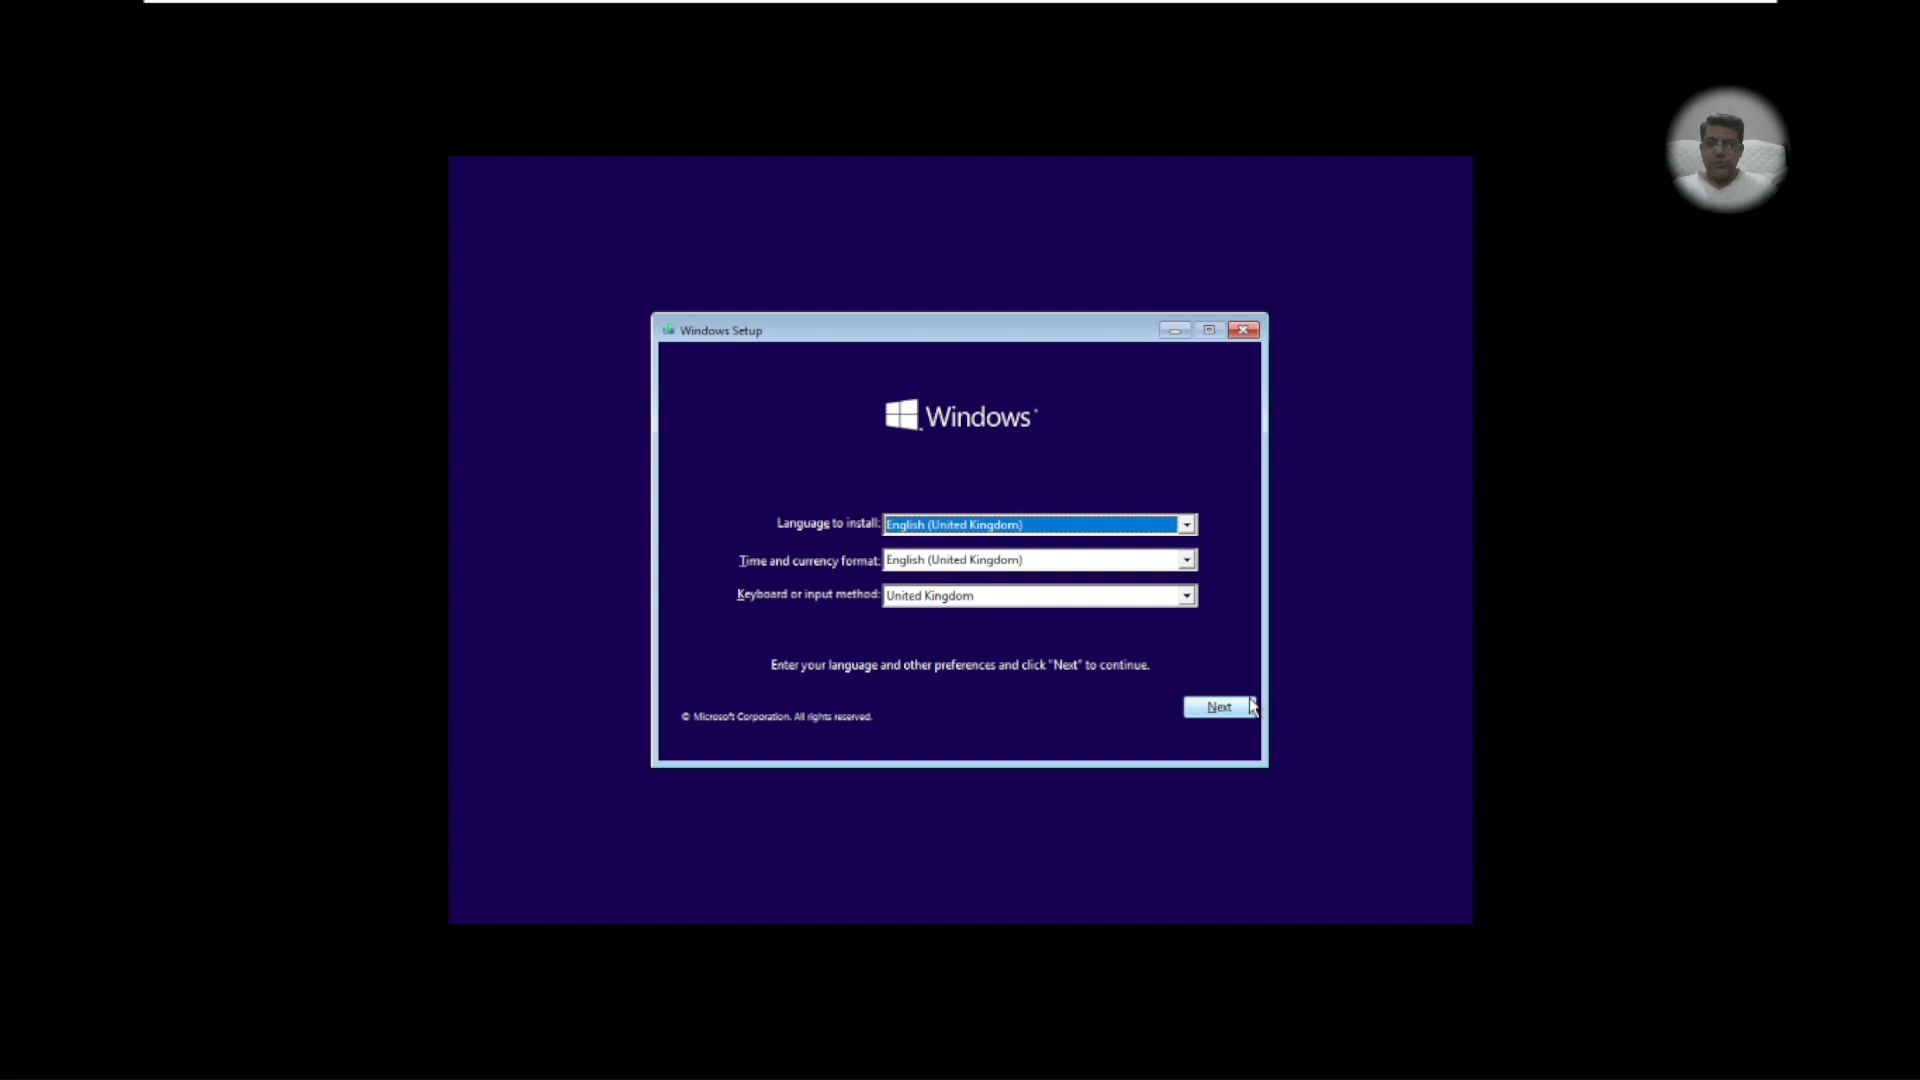 Windows Setup
Windows
Language to install: English (United Kingdom)
Time and currency format: English (United Kingdom)
Keyboard or input method: United Kingdom
Enter your language and other preferences and click "Next" to continue.
Next
© Microsoft Corporation. All rights reserved.